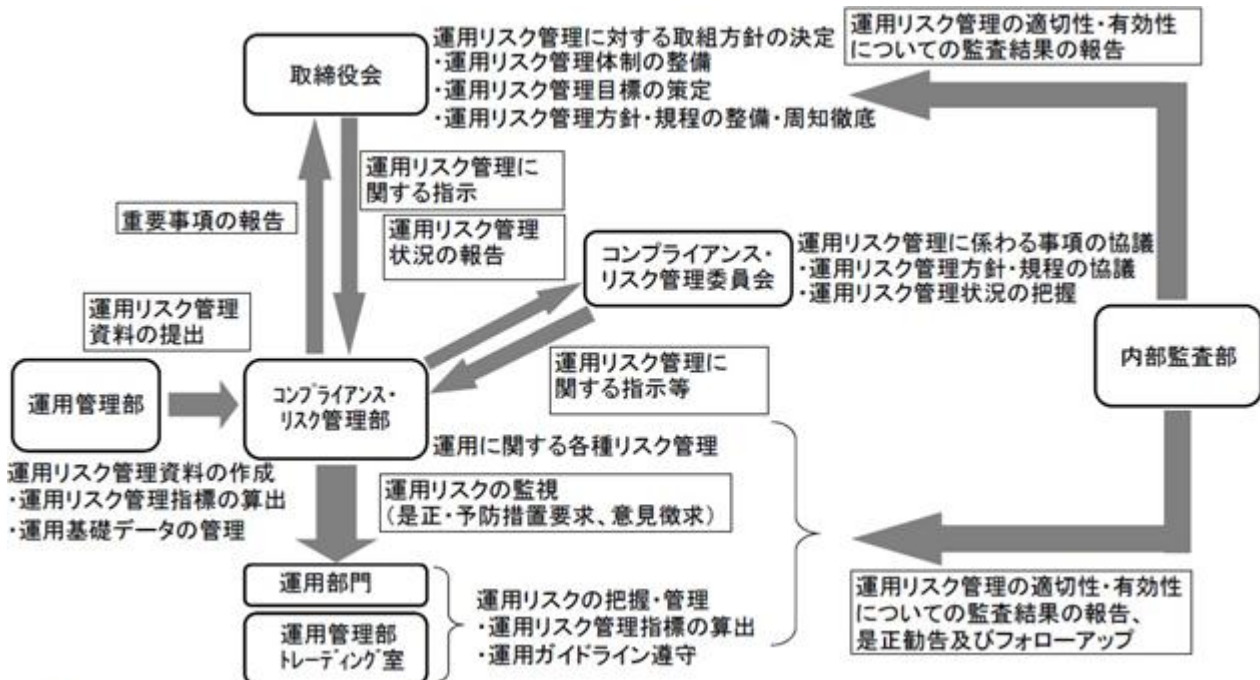 取締役会
運用リスク管理に対する取組方針の決定
・運用リスク管理体制の整備
・運用リスク管理目標の策定
・運用リスク管理方針・規程の整備・周知徹底
運用リスク管理の適切性・有効性
についての監査結果の報告
重要事項の報告
運用リスク管理に
関する指示
運用リスク管理
状況の報告
コンプライアンス・
リスク管理委員会
運用リスク管理に係わる事項の協議
・運用リスク管理方針・規程の協議
・運用リスク管理状況の把握
運用リスク管理
資料の提出
内部監査部
運用管理部
コンプライアンス・
リスク管理部
運用リスク管理に
関する指示等
運用に関する各種リスク管理
運用リスク管理資料の作成
・運用リスク管理指標の算出
・運用基礎データの管理
運用リスクの監視
(是正・予防措置要求、意見徴求)
運用部門
運用管理部
トレーディング室
運用リスクの把握・管理
・運用リスク管理指標の算出
・運用ガイドライン遵守
運用リスク管理の適切性・有効性
についての監査結果の報告、
是正勧告及びフォローアップ